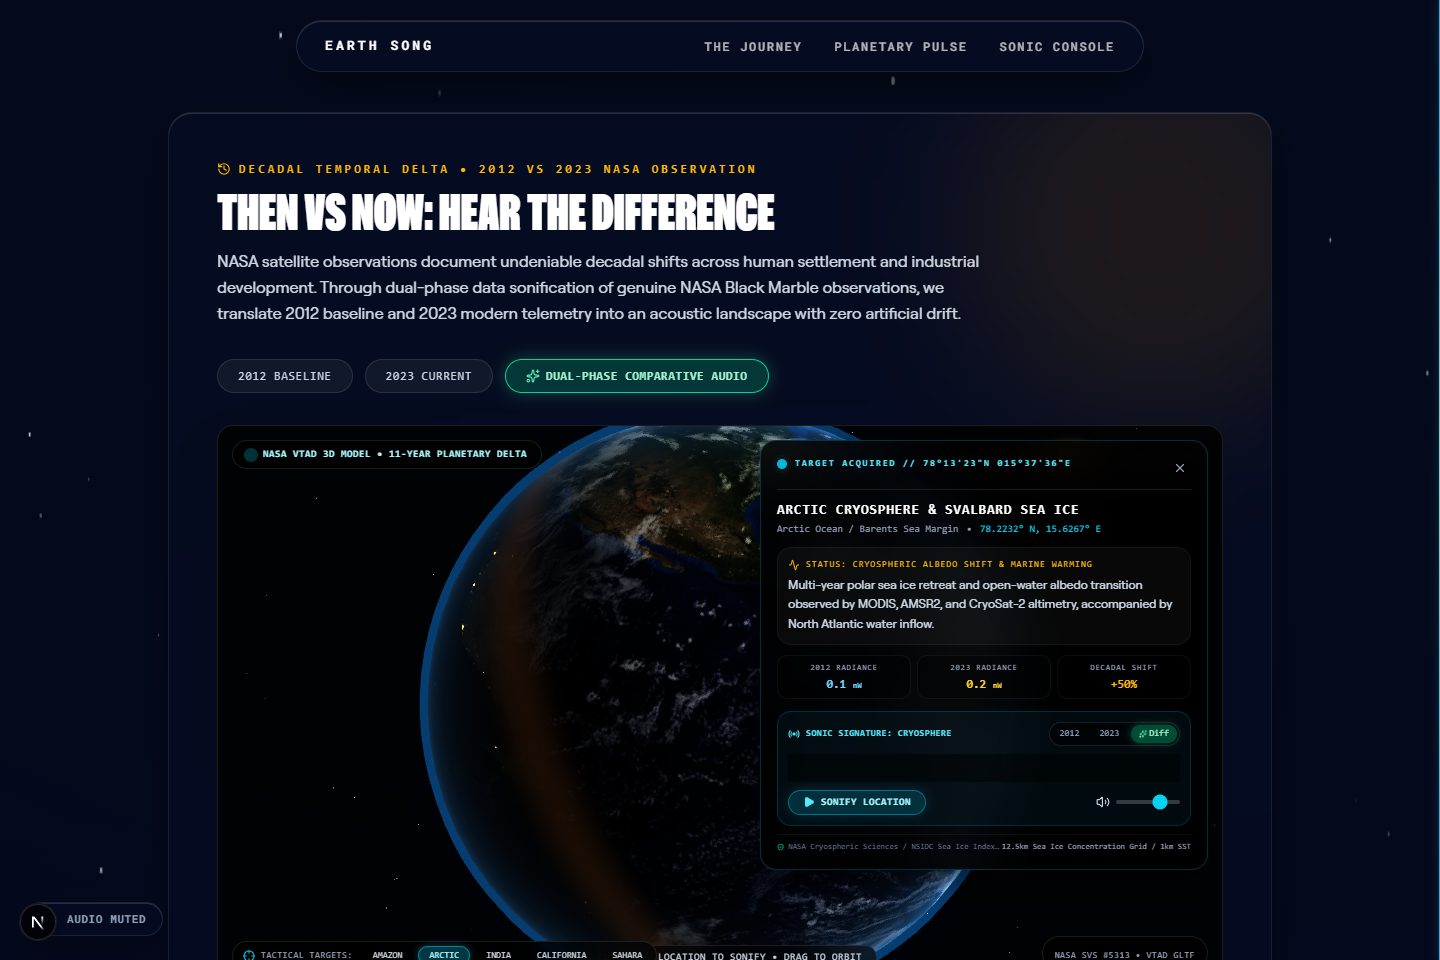 EARTH SONG
THE JOURNEY
PLANETARY PULSE
SONIC CONSOLE
DECADAL TEMPORAL DELTA • 2012 VS 2023 NASA OBSERVATION
THEN VS NOW: HEAR THE DIFFERENCE
NASA satellite observations document undeniable decadal shifts across human settlement and industrial
development. Through dual-phase data sonification of genuine NASA Black Marble observations, we
translate 2012 baseline and 2023 modern telemetry into an acoustic landscape with zero artificial drift.
2012 BASELINE
2023 CURRENT
DUAL-PHASE COMPARATIVE AUDIO
NASA VTAD 3D MODEL • 11-YEAR PLANETARY DELTA
TARGET ACQUIRED // 78°13'23"N 015°37'36"E
ARCTIC CRYOSPHERE & SVALBARD SEA ICE
Arctic Ocean / Barents Sea Margin • 78.2232° N, 15.6267° E
STATUS: CRYOSPHERIC ALBEDO SHIFT & MARINE WARMING
Multi-year polar sea ice retreat and open-water albedo transition
observed by MODIS, AMSR2, and CryoSat-2 altimetry, accompanied by
North Atlantic water inflow.
2012 RADIANCE
0.1 nW
2023 RADIANCE
0.2 nW
DECADAL SHIFT
+50%
SONIC SIGNATURE: CRYOSPHERE
2012
2023
Diff
SONIFY LOCATION
NASA Cryospheric Sciences / NSIDC Sea Ice Index…
12.5km Sea Ice Concentration Grid / 1km SST
N
AUDIO MUTED
TACTICAL TARGETS:
AMAZON
ARCTIC
INDIA
CALIFORNIA
SAHARA
LOCATION TO SONIFY • DRAG TO ORBIT
NASA SVS #5313 • VTAD GLTF